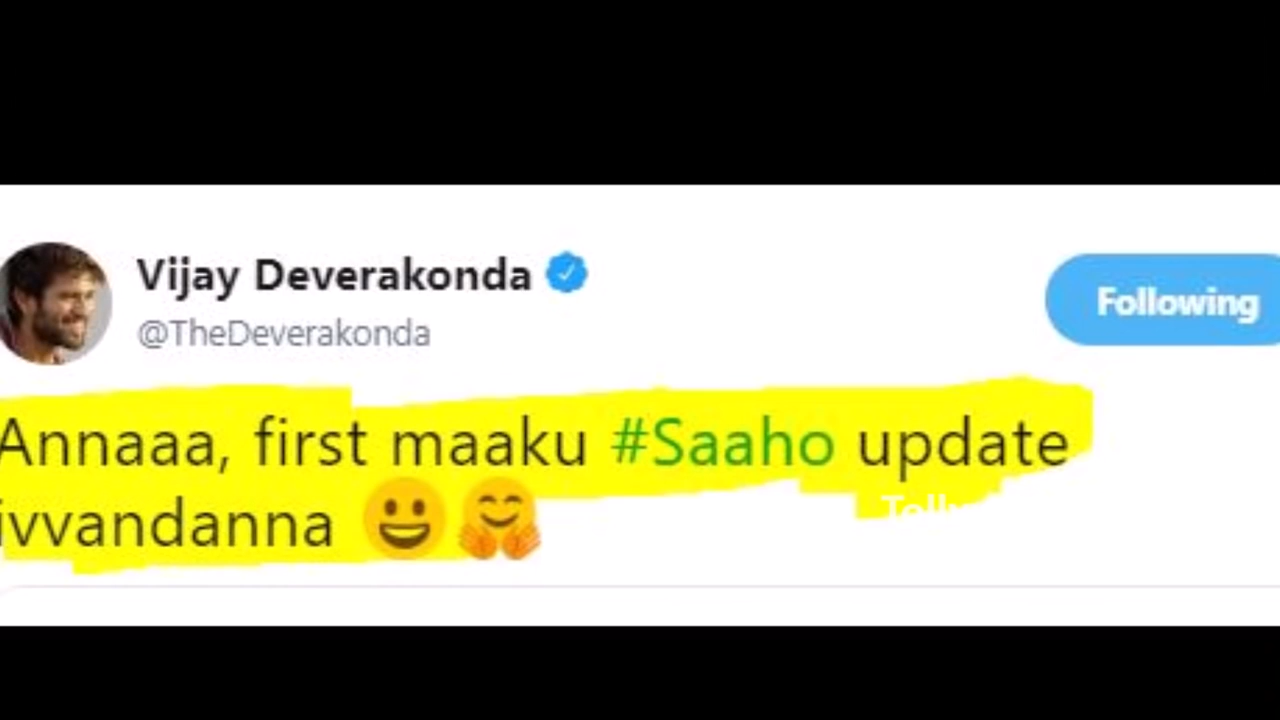 Vijay Deverakonda
@TheDeverakonda
Following
Annaaa, first maaku #Saaho update
ivvandanna 😃 🤗